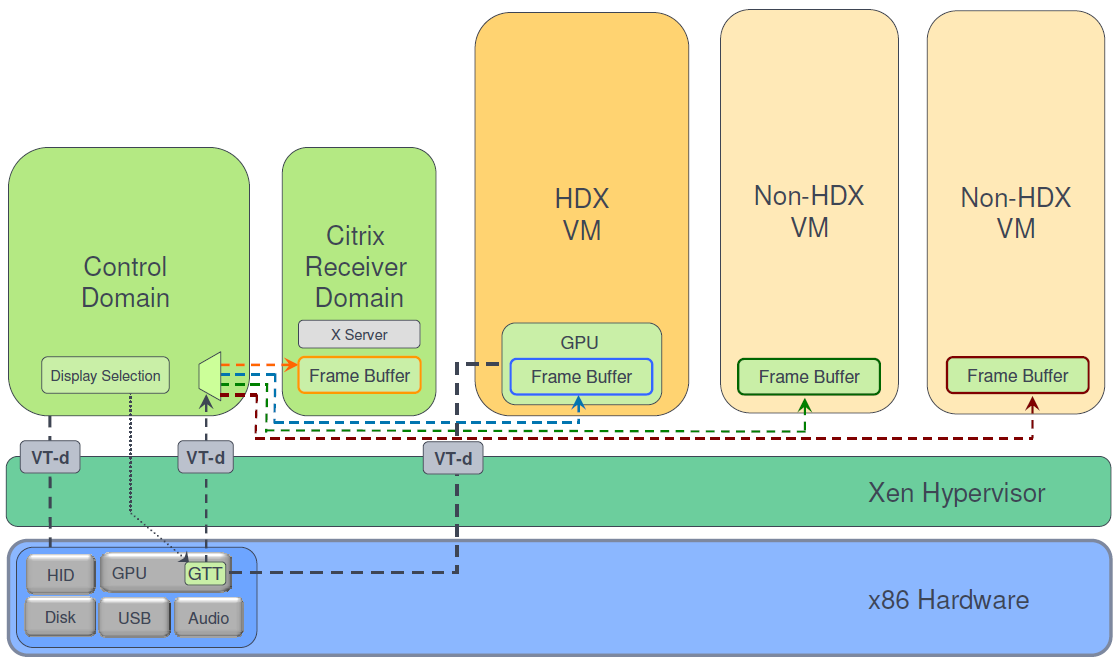 Control
Domain
Display Selection
Citrix
Receiver
Domain
X Server
Frame Buffer
HDX
VM
GPU
Frame Buffer
Non-HDX
VM
Frame Buffer
Non-HDX
VM
Frame Buffer
VT-d
VT-d
VT-d
Xen Hypervisor
HID
GPU
GTT
Disk
USB
Audio
x86 Hardware